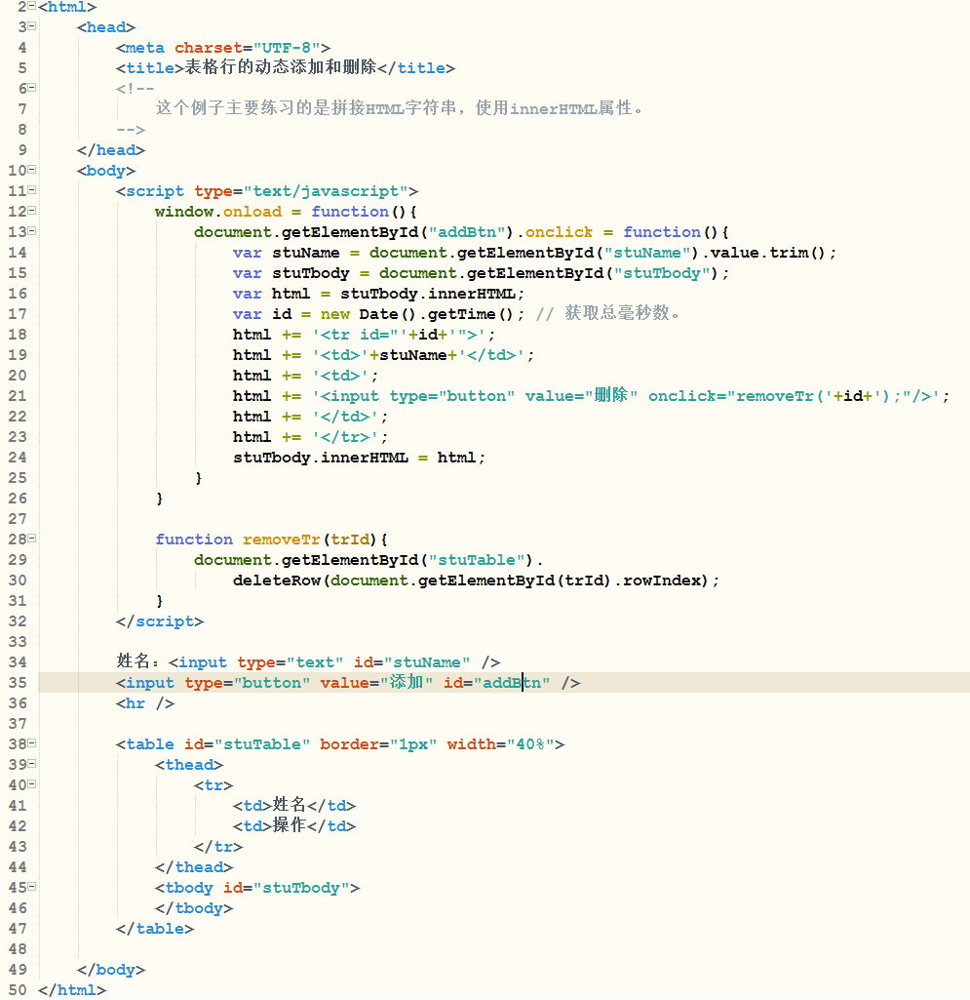 2 <html>
3 <head>
4 <meta charset="UTF-8">
5 <title>表格行的动态添加和删除</title>
6 <!--
7 这个例子主要练习的是拼接HTML字符串，使用innerHTML属性。
8 -->
9 </head>
10 <body>
11 <script type="text/javascript">
12 window.onload = function(){
13 document.getElementById("addBtn").onclick = function(){
14 var stuName = document.getElementById("stuName").value.trim();
15 var stuTbody = document.getElementById("stuTbody");
16 var html = stuTbody.innerHTML;
17 var id = new Date().getTime(); // 获取总毫秒数。
18 html += '<tr id="'+id+'">';
19 html += '<td>'+stuName+'</td>';
20 html += '<td>';
21 html += '<input type="button" value="删除" onclick="removeTr('+id+');"/>';
22 html += '</td>';
23 html += '</tr>';
24 stuTbody.innerHTML = html;
25 }
26 }
27
28 function removeTr(trId){
29 document.getElementById("stuTable").
30 deleteRow(document.getElementById(trId).rowIndex);
31 }
32 </script>
33
34 姓名：<input type="text" id="stuName" />
35 <input type="button" value="添加" id="addBtn" />
36 <hr />
37
38 <table id="stuTable" border="1px" width="40%">
39 <thead>
40 <tr>
41 <td>姓名</td>
42 <td>操作</td>
43 </tr>
44 </thead>
45 <tbody id="stuTbody">
46 </tbody>
47 </table>
48
49 </body>
50 </html>